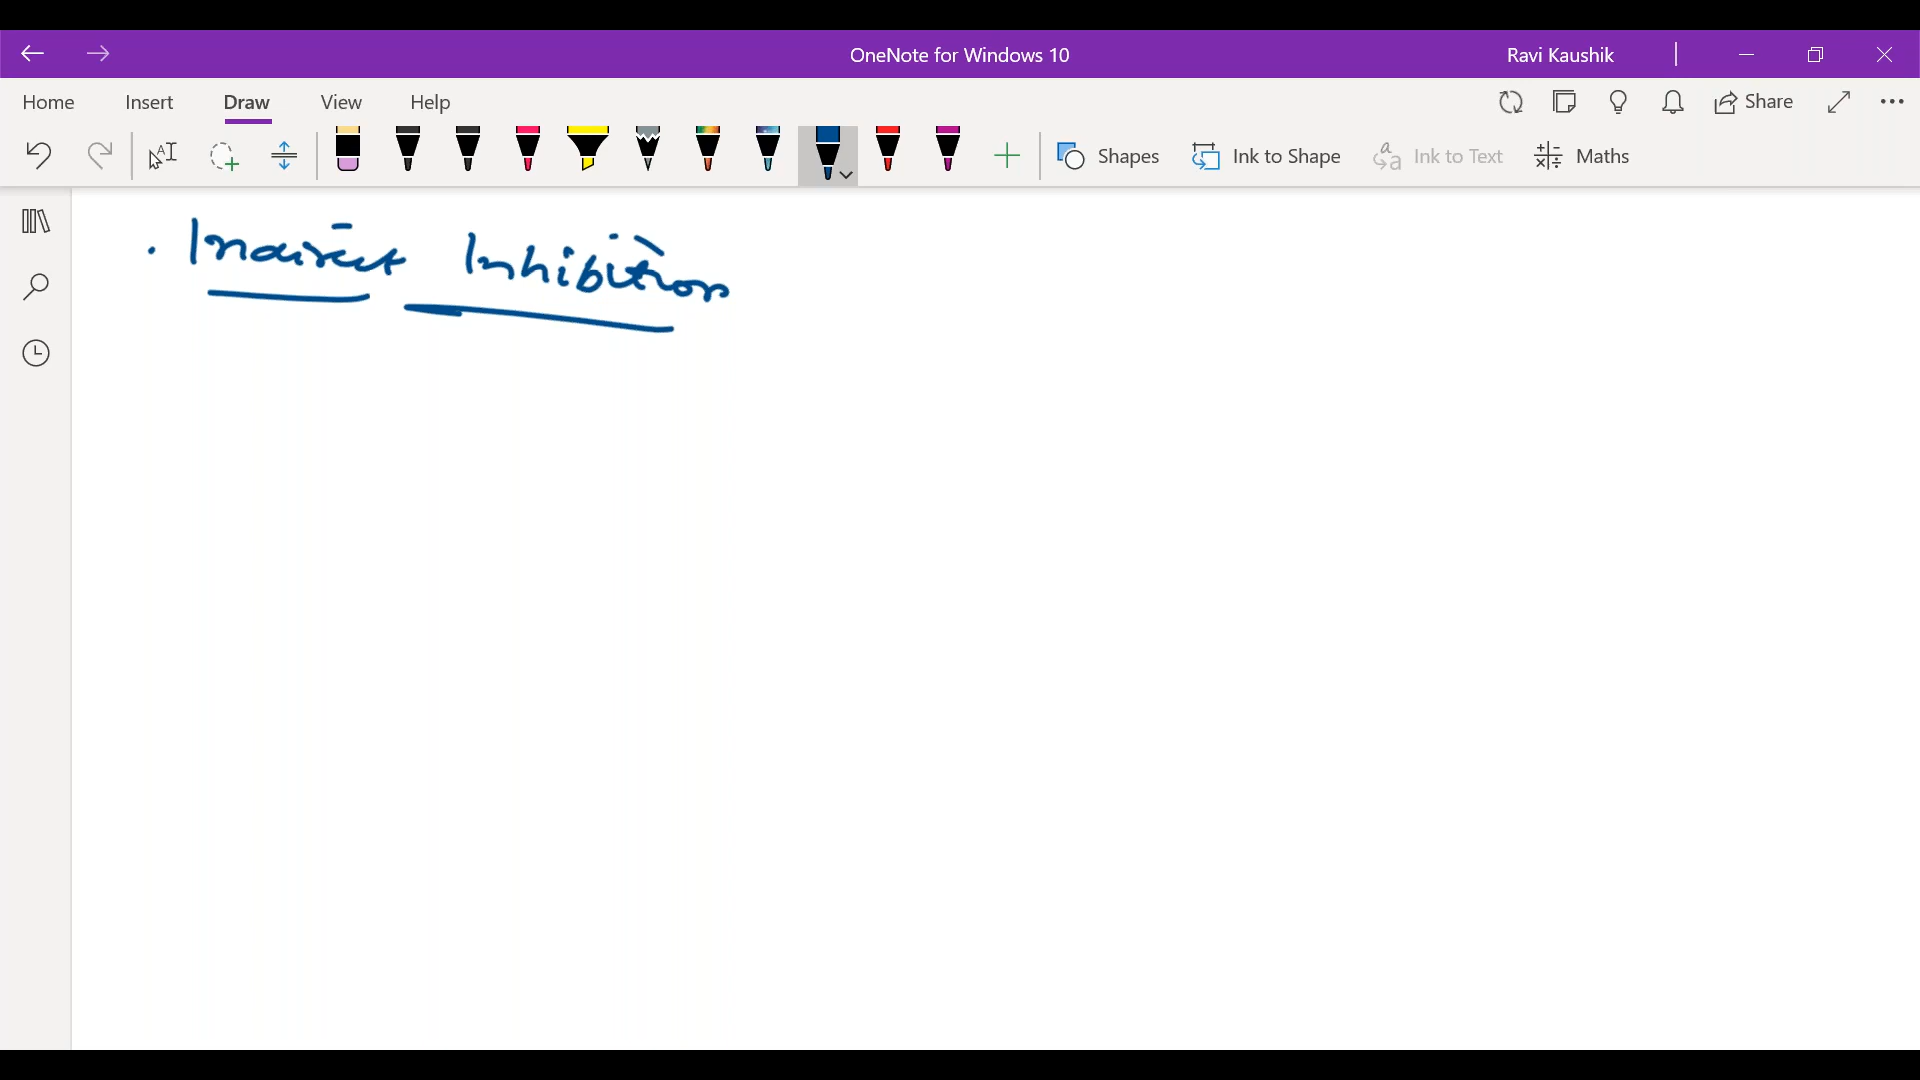 OneNote for Windows 10 Ravi Kaushik
Home Insert Draw View Help Share
Shapes Ink to Shape Ink to Text Maths
. Indirect Inhibition